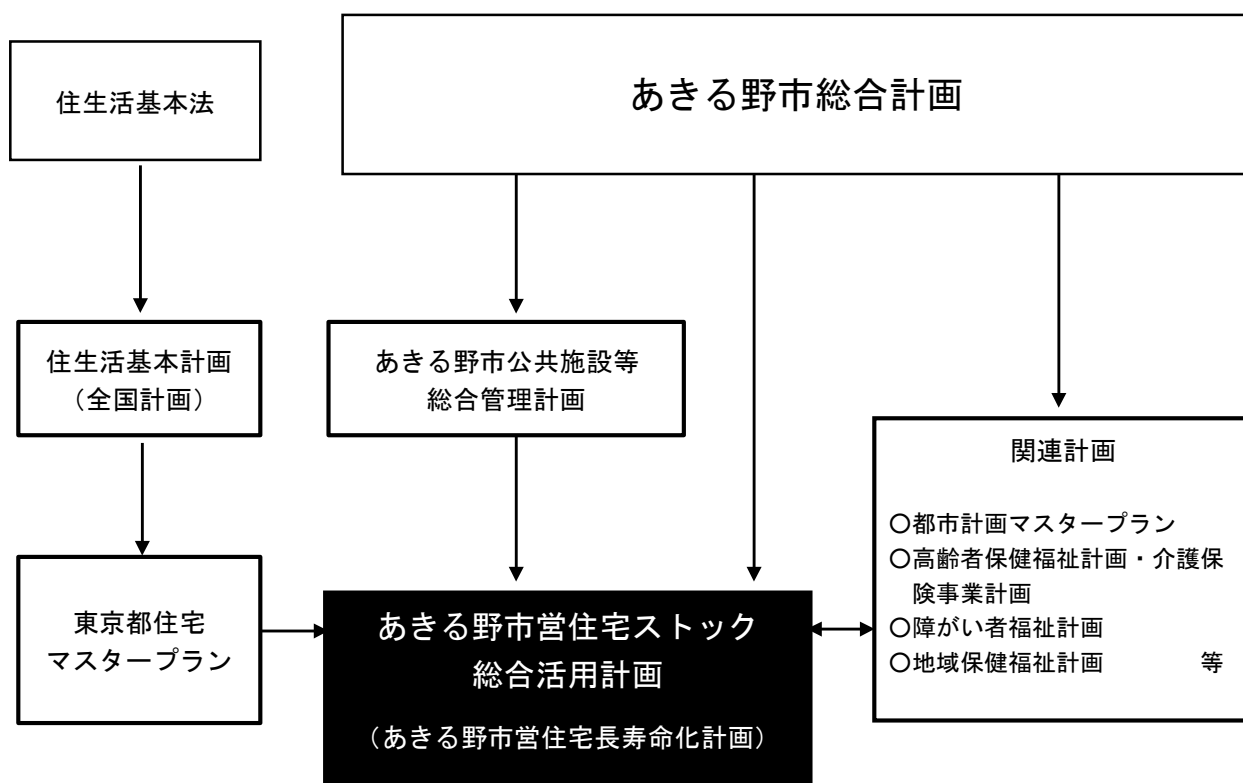 住生活基本法
あきる野市総合計画
住生活基本計画
（全国計画）
あきる野市公共施設等
総合管理計画
関連計画
〇都市計画マスタープラン
〇高齢者保健福祉計画・介護保
険事業計画
〇障がい者福祉計画
〇地域保健福祉計画　　　　等
東京都住宅
マスタープラン
あきる野市営住宅ストック
総合活用計画
（あきる野市営住宅長寿命化計画）